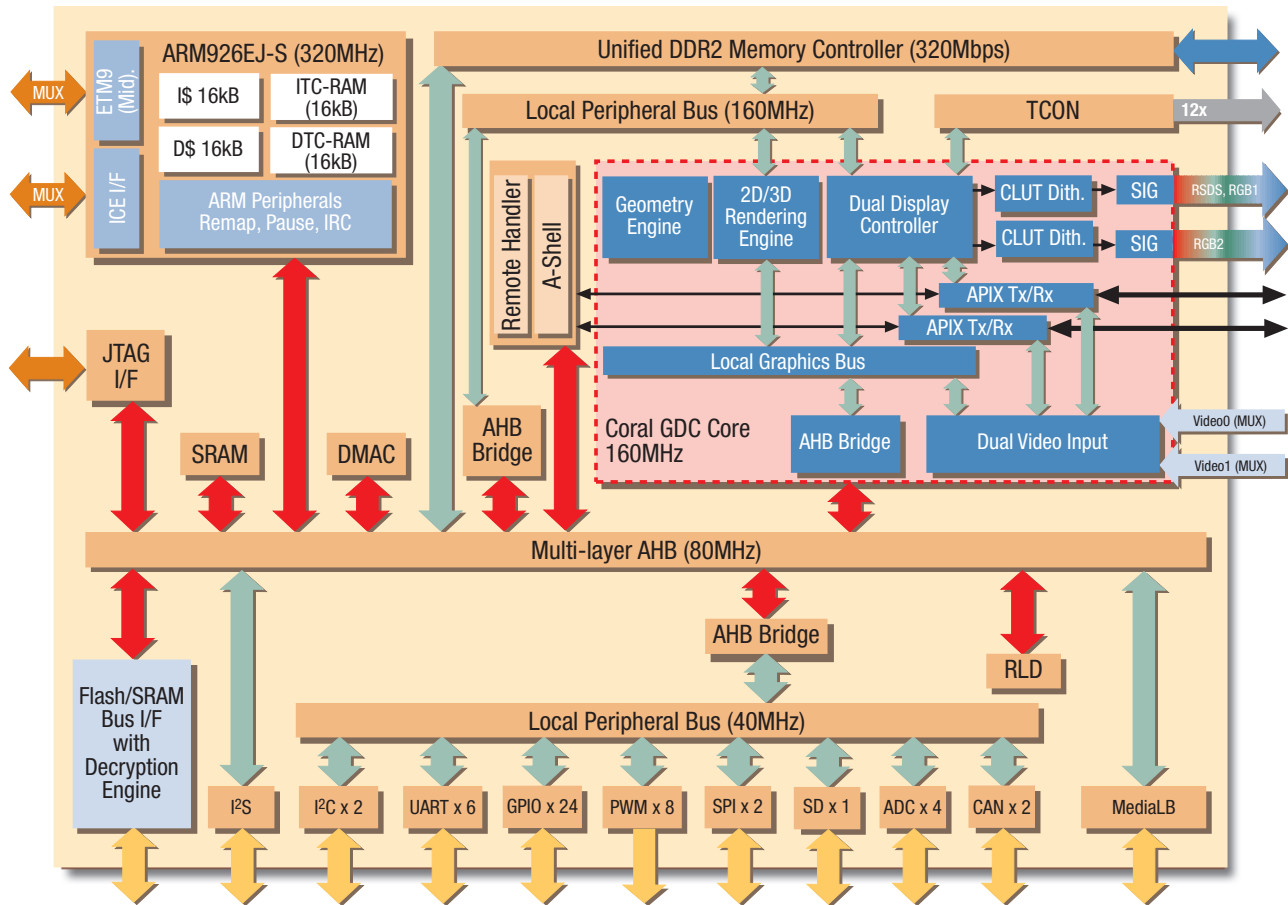 ARM926EJ-S (320MHz)
ETM9
(Mid).
I$ 16kB
ITC-RAM
(16kB)
D$ 16kB
DTC-RAM
(16kB)
ICE I/F
ARM Peripherals
Remap, Pause, IRC
MUX
MUX
Unified DDR2 Memory Controller (320Mbps)
Local Peripheral Bus (160MHz)
TCON
12x
Remote Handler
A-Shell
Geometry
Engine
2D/3D
Rendering
Engine
Dual Display
Controller
CLUT Dith.
SIG
RSDS, RGB1
CLUT Dith.
SIG
RGB2
APIX Tx/Rx
APIX Tx/Rx
Local Graphics Bus
Coral GDC Core
160MHz
AHB Bridge
Dual Video Input
Video0 (MUX)
Video1 (MUX)
JTAG
I/F
SRAM
DMAC
AHB
Bridge
Multi-layer AHB (80MHz)
AHB Bridge
RLD
Flash/SRAM
Bus I/F
with
Decryption
Engine
Local Peripheral Bus (40MHz)
I²S
I²C x 2
UART x 6
GPIO x 24
PWM x 8
SPI x 2
SD x 1
ADC x 4
CAN x 2
MediaLB